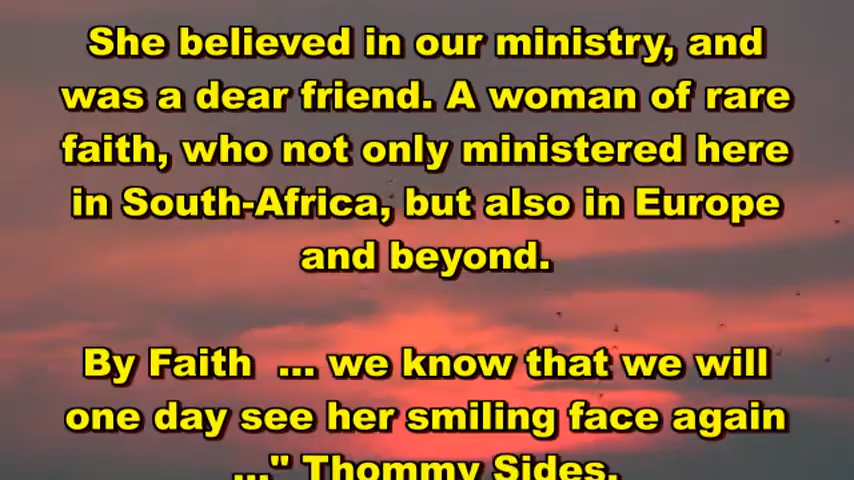 She believed in our ministry, and
was a dear friend. A woman of rare
faith, who not only ministered here
in South-Africa, but also in Europe
and beyond.
By Faith  ... we know that we will
one day see her smiling face again
..." Thommy Sides.